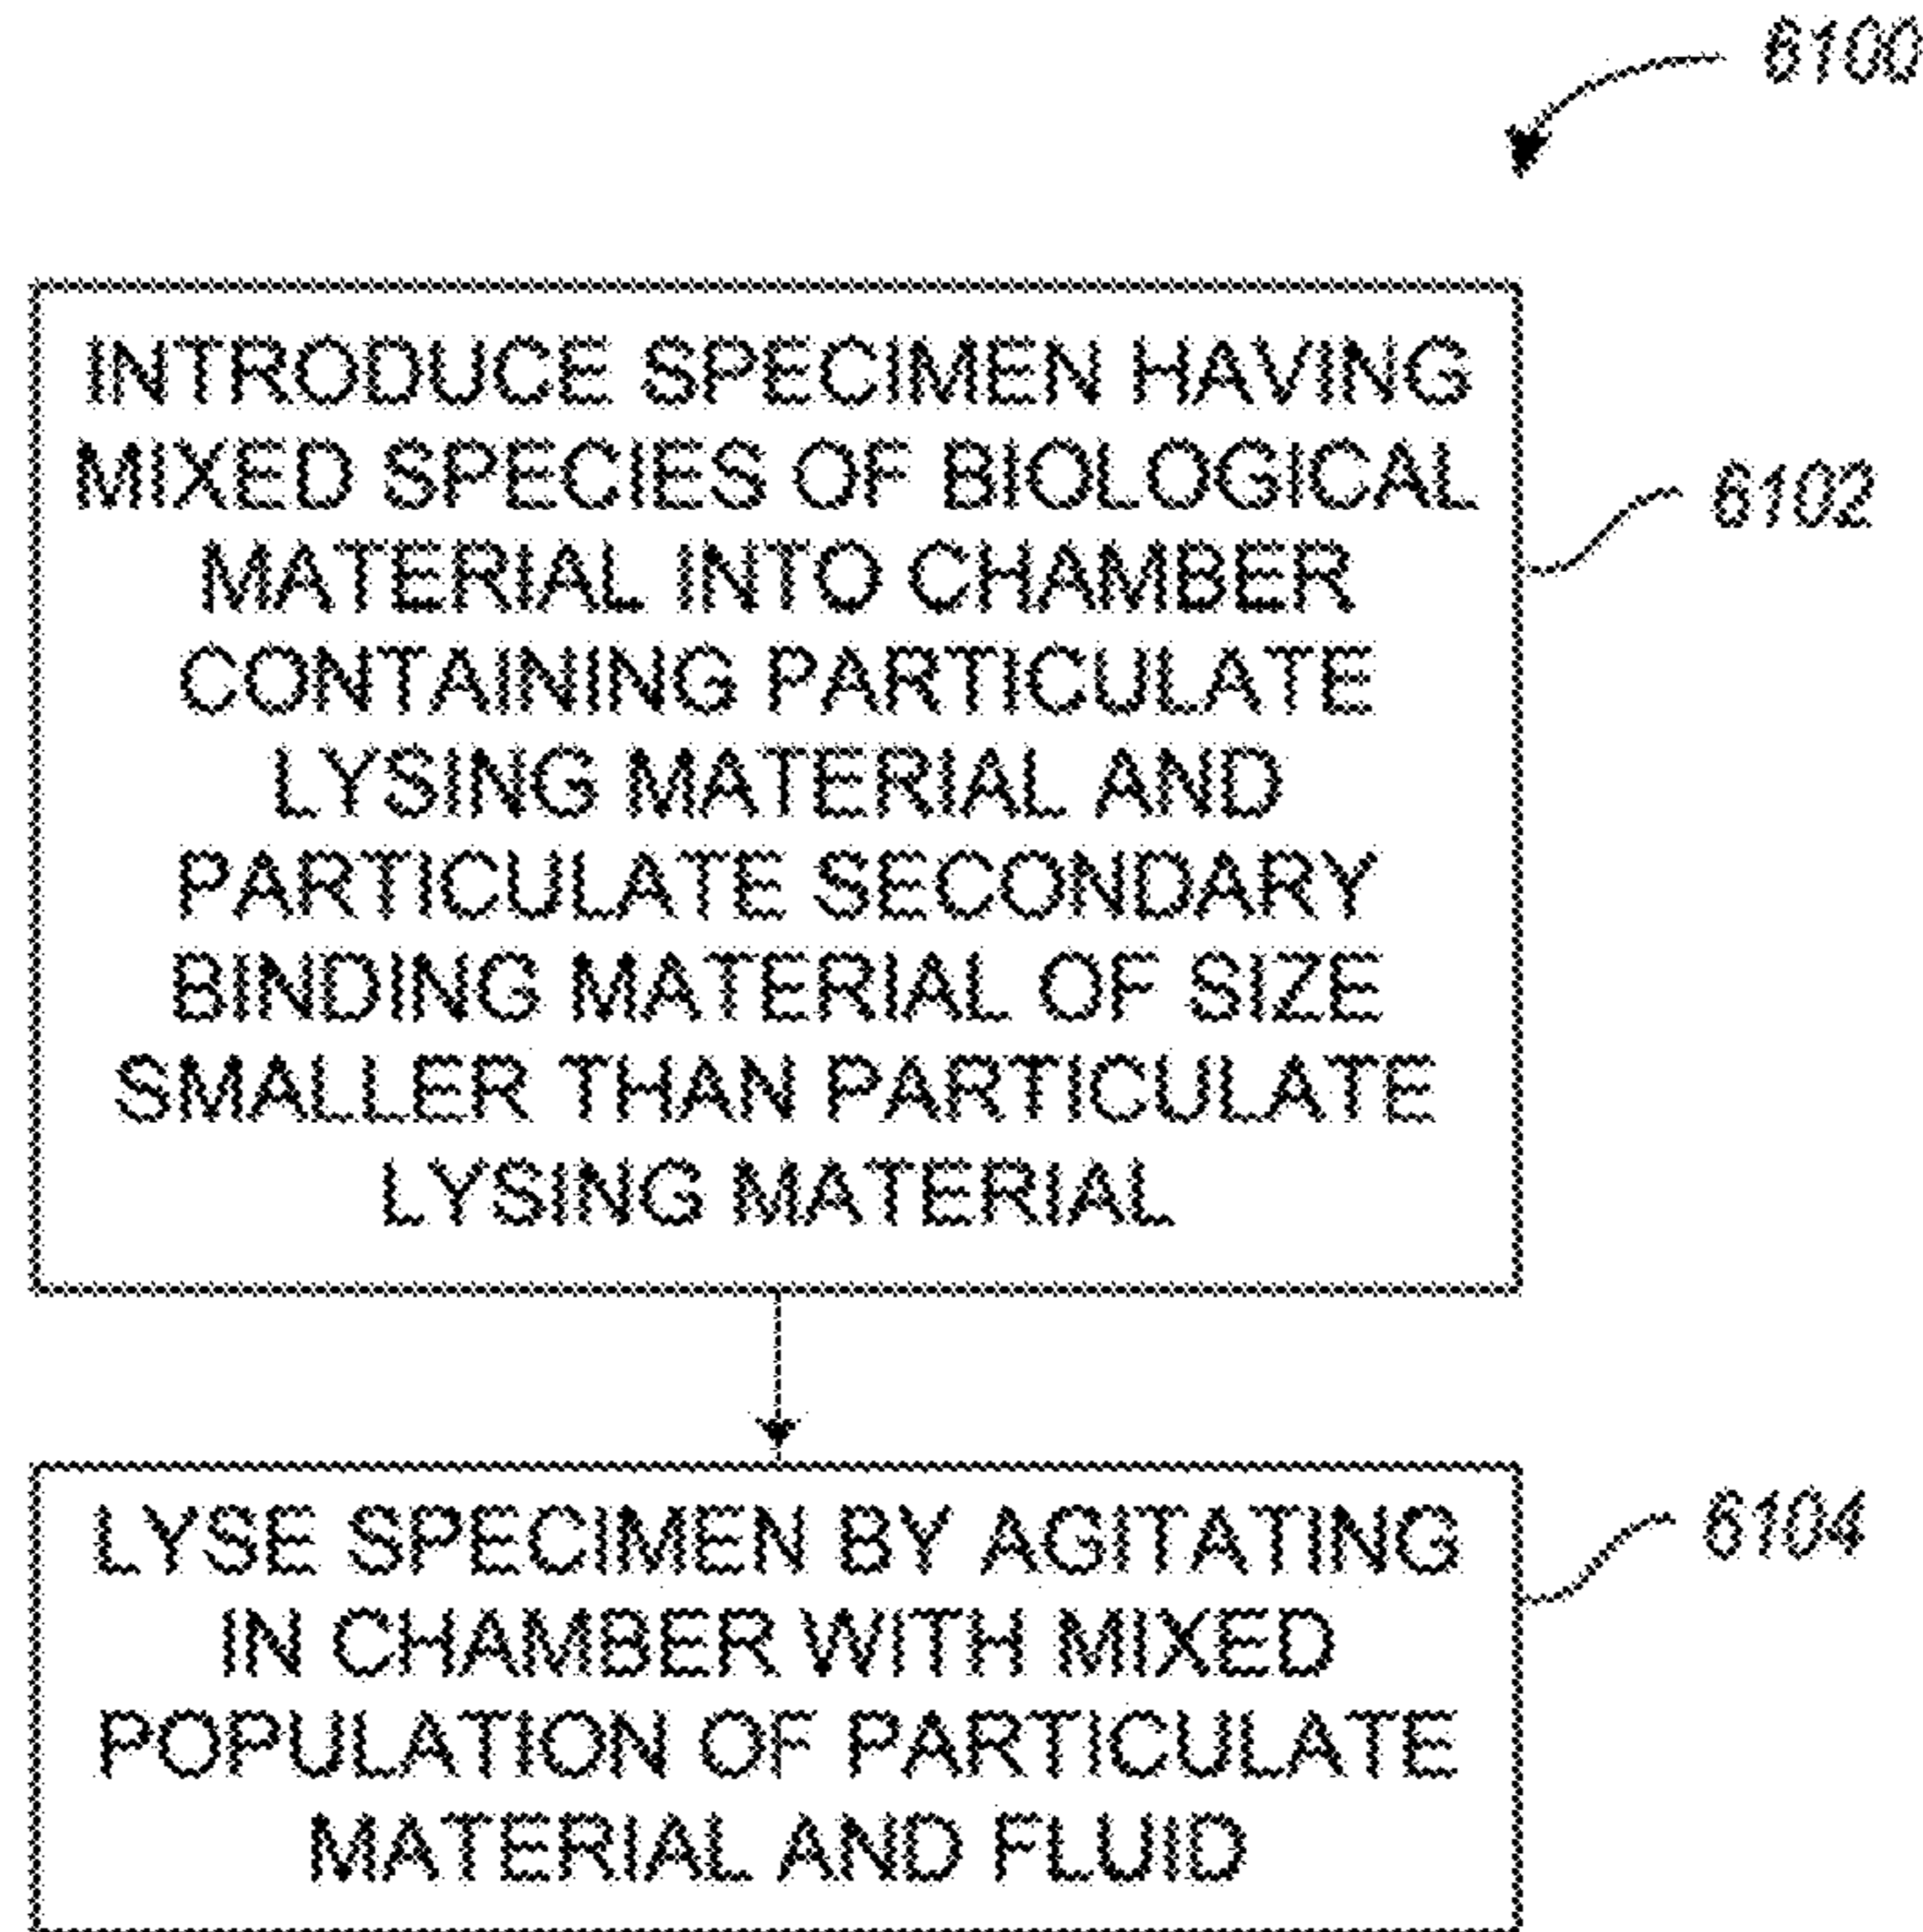 6100
INTRODUCE SPECIMEN HAVING
MIXED SPECIES OF BIOLOGICAL
MATERIAL INTO CHAMBER
CONTAINING PARTICULATE
LYSING MATERIAL AND
PARTICULATE SECONDARY
BINDING MATERIAL OF SIZE
SMALLER THAN PARTICULATE
LYSING MATERIAL
6102
LYSE SPECIMEN BY AGITATING
IN CHAMBER WITH MIXED
POPULATION OF PARTICULATE
MATERIAL AND FLUID
6104